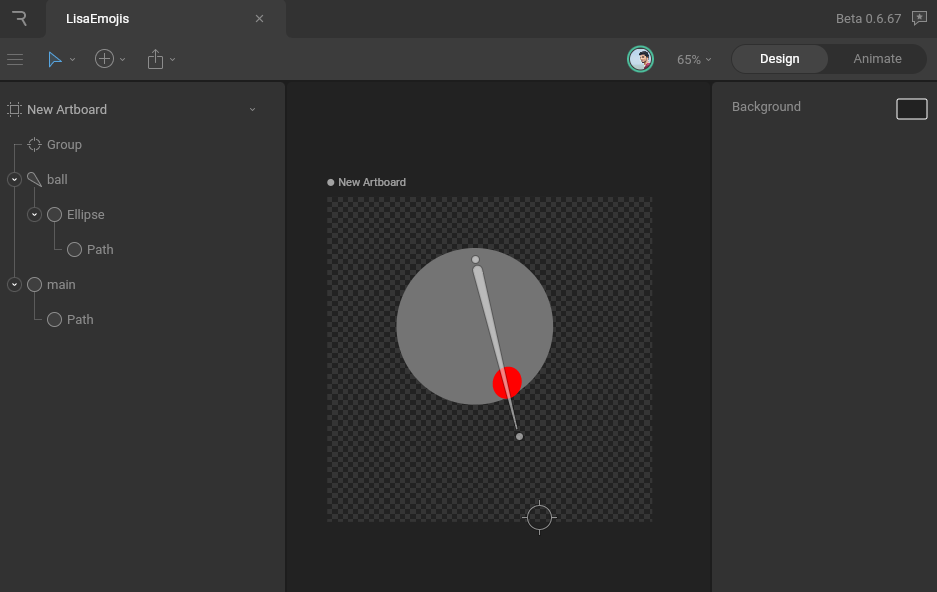 LisaEmojis
Beta 0.6.67
65%
Design
Animate
New Artboard
Group
ball
Ellipse
Path
main
Path
New Artboard
Background